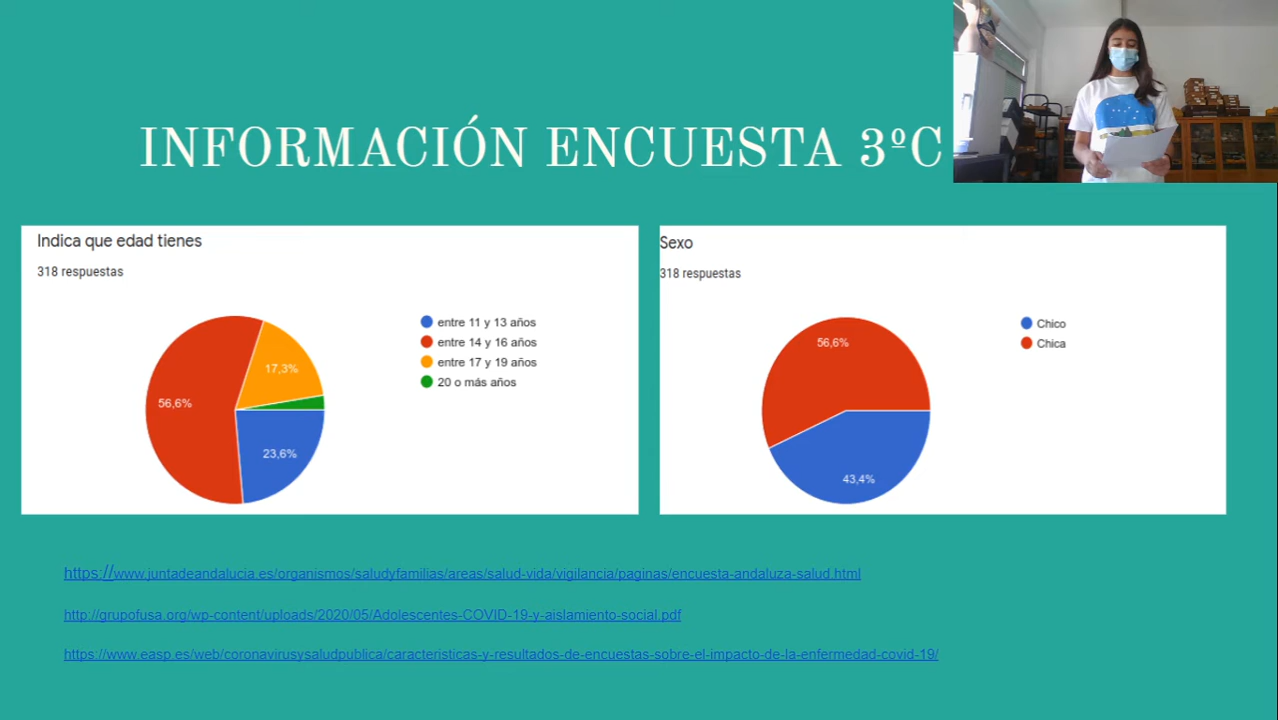 INFORMACIÓN ENCUESTA 3ºC
Indica que edad tienes
318 respuestas
entre 11 y 13 años
entre 14 y 16 años
entre 17 y 19 años
20 o más años
17,3%
56,6%
23,6%
Sexo
318 respuestas
Chico
Chica
56,6%
43,4%
https://www.juntadeandalucia.es/organismos/saludyfamilias/areas/salud-vida/vigilancia/paginas/encuesta-andaluza-salud.html
http://grupofusa.org/wp-content/uploads/2020/05/Adolescentes-COVID-19-y-aislamiento-social.pdf
https://www.easp.es/web/coronavirusysaludpublica/caracteristicas-y-resultados-de-encuestas-sobre-el-impacto-de-la-enfermedad-covid-19/